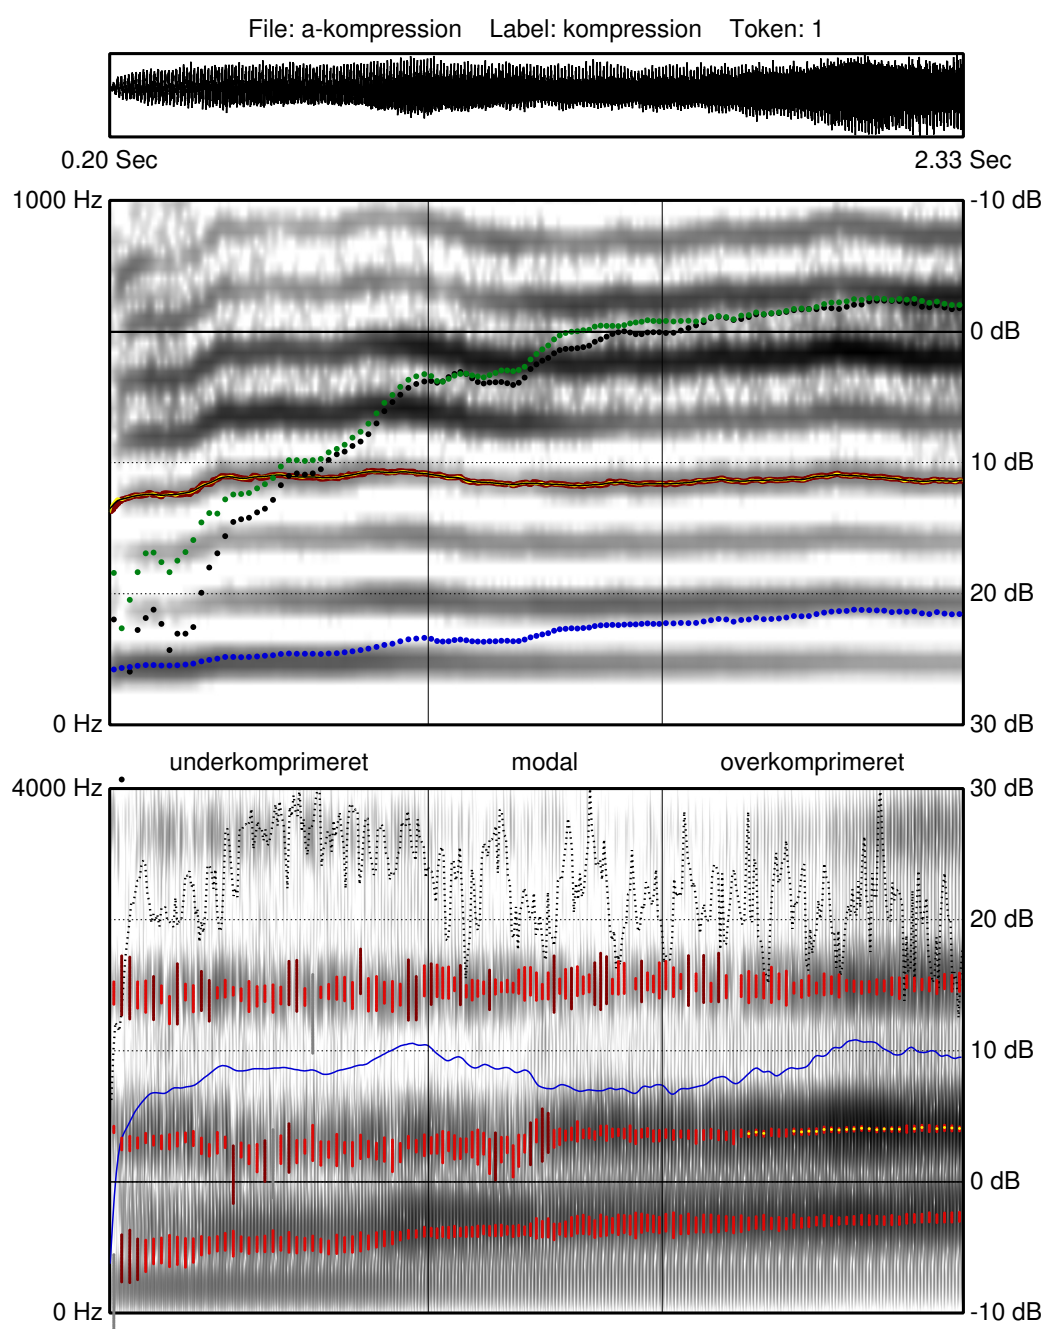 File: a-kompression Label: kompression Token: 1
0.20 Sec 2.33 Sec
1000 Hz -10 dB
0 dB
10 dB
20 dB
0 Hz 30 dB
underkomprimeret modal overkomprimeret
4000 Hz 30 dB
20 dB
10 dB
0 dB
0 Hz -10 dB